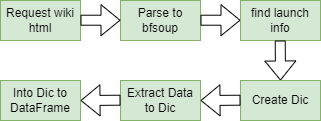 Request wiki
html
Parse to
bfsoup
find launch
info
Create Dic
Extract Data
to Dic
Into Dic to
DataFrame